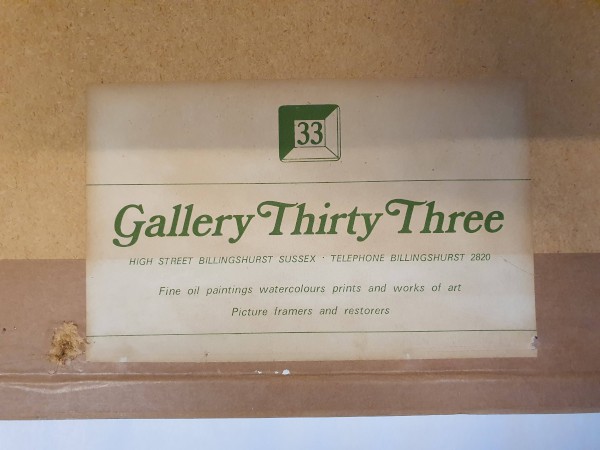 33
Gallery Thirty Three
HIGH STREET BILLINGSHURST SUSSEX · TELEPHONE BILLINGSHURST 2820
Fine oil paintings watercolours prints and works of art
Picture framers and restorers